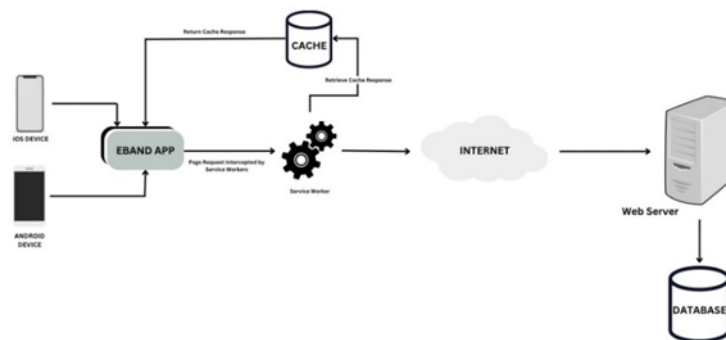 Return Cache Response
CACHE
Retrieve Cache Response
IOS DEVICE
EBAND APP
Page Request Intercepted by
Service Workers
Service Worker
INTERNET
Web Server
ANDROID
DEVICE
DATABASE